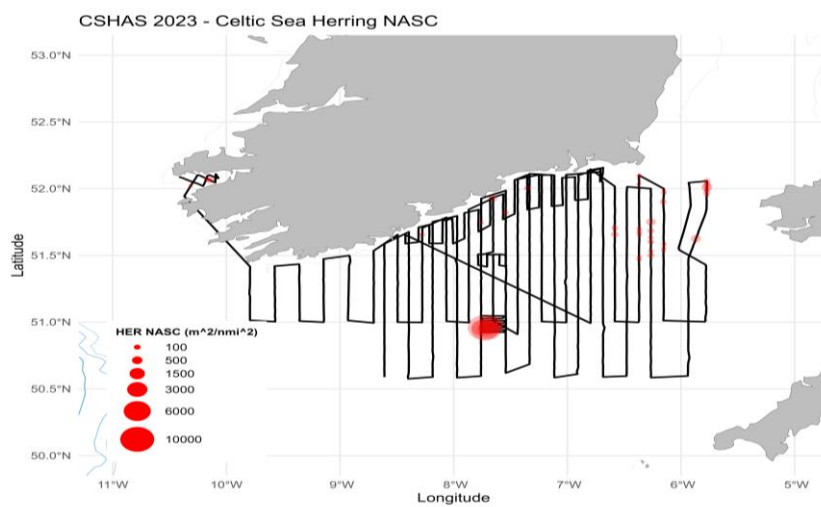 CSHAS 2023 - Celtic Sea Herring NASC
53.0°N
52.5°N
52.0°N
51.5°N
51.0°N
50.5°N
50.0°N
Latitude
HER NASC (m^2/nmi^2)
100
500
1500
3000
6000
10000
11°W 10°W 9°W 8°W 7°W 6°W 5°W
Longitude